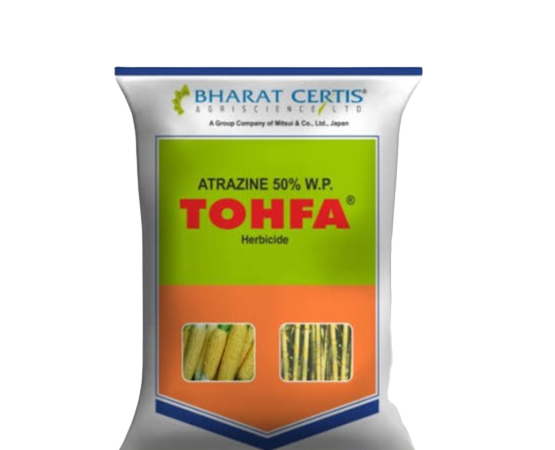 BHARAT CERTIS®
AGRISCIENCE LTD
A Group Company of Mitsui & Co., Ltd., Japan
ATRAZINE 50% W.P.
TOHFA®
Herbicide